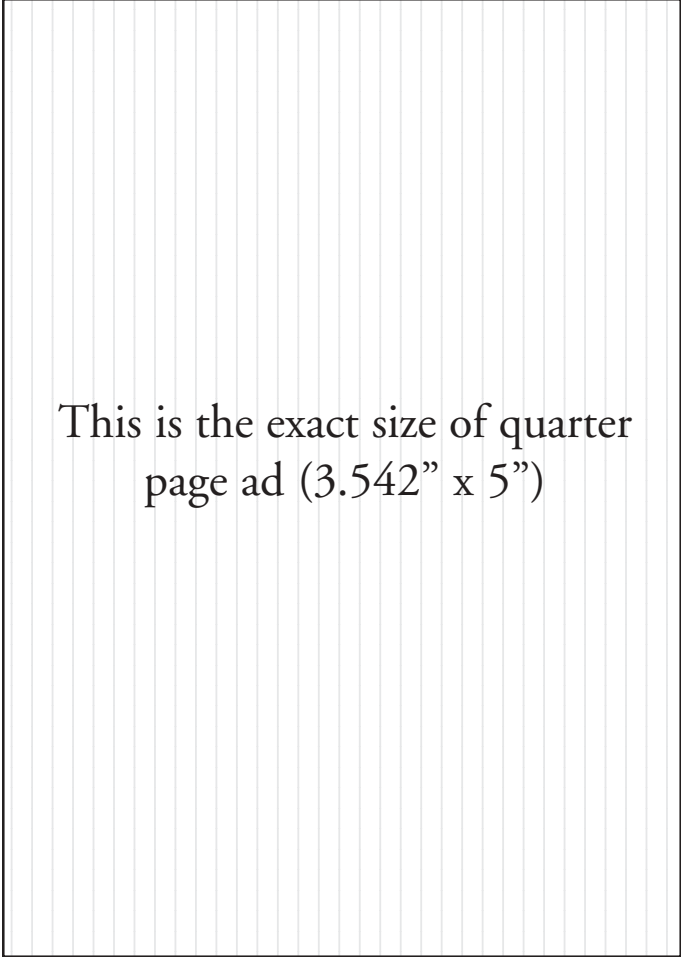 This is the exact size of quarter
page ad (3.542” x 5”)